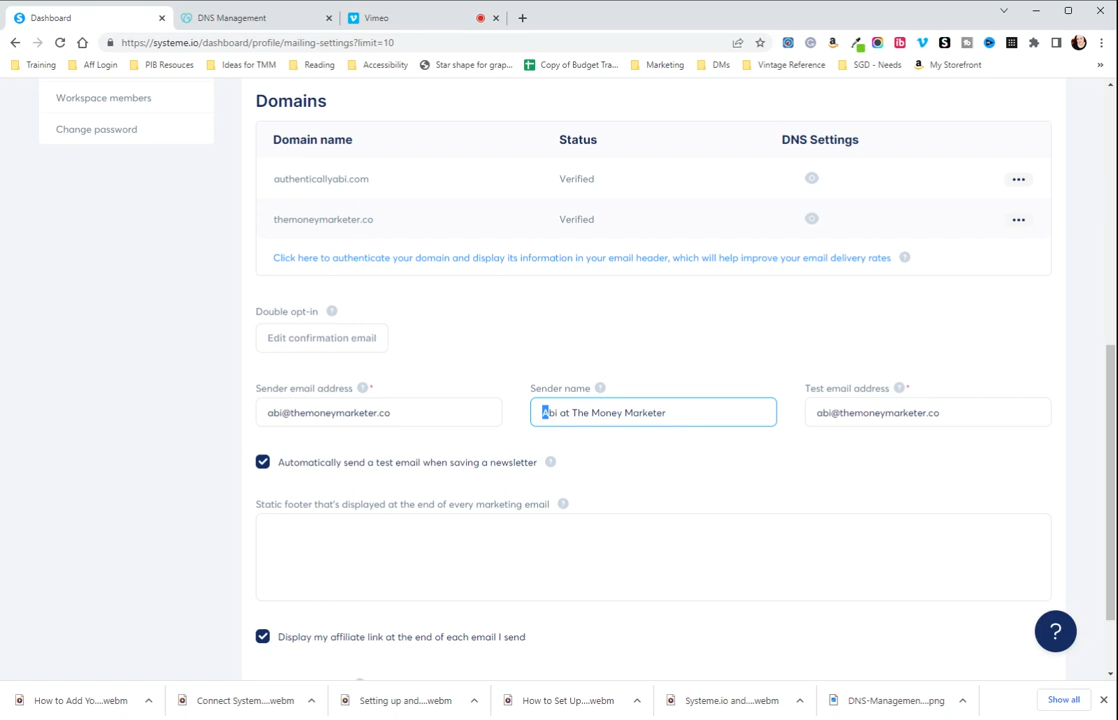 Dashboard
DNS Management
Vimeo
https://systeme.io/dashboard/profile/mailing-settings?limit=10
Training
Aff Login
PIB Resouces
Ideas for TMM
Reading
Accessibility
Star shape for grap...
Copy of Budget Tra...
Marketing
DMs
Vintage Reference
SGD - Needs
My Storefront
»
Workspace members
Change password
Domains
Domain name Status DNS Settings
authenticallyabi.com Verified
themoneymarketer.co Verified
Click here to authenticate your domain and display its information in your email header, which will help improve your email delivery rates ?
Double opt-in ?
Edit confirmation email
Sender email address ?*
abi@themoneymarketer.co
Sender name ?
Abi at The Money Marketer
Test email address ?*
abi@themoneymarketer.co
Automatically send a test email when saving a newsletter ?
Static footer that's displayed at the end of every marketing email ?
Display my affiliate link at the end of each email I send
?
How to Add Yo....webm
Connect System....webm
Setting up and....webm
How to Set Up....webm
Systeme.io and....webm
DNS-Managemen....png
Show all